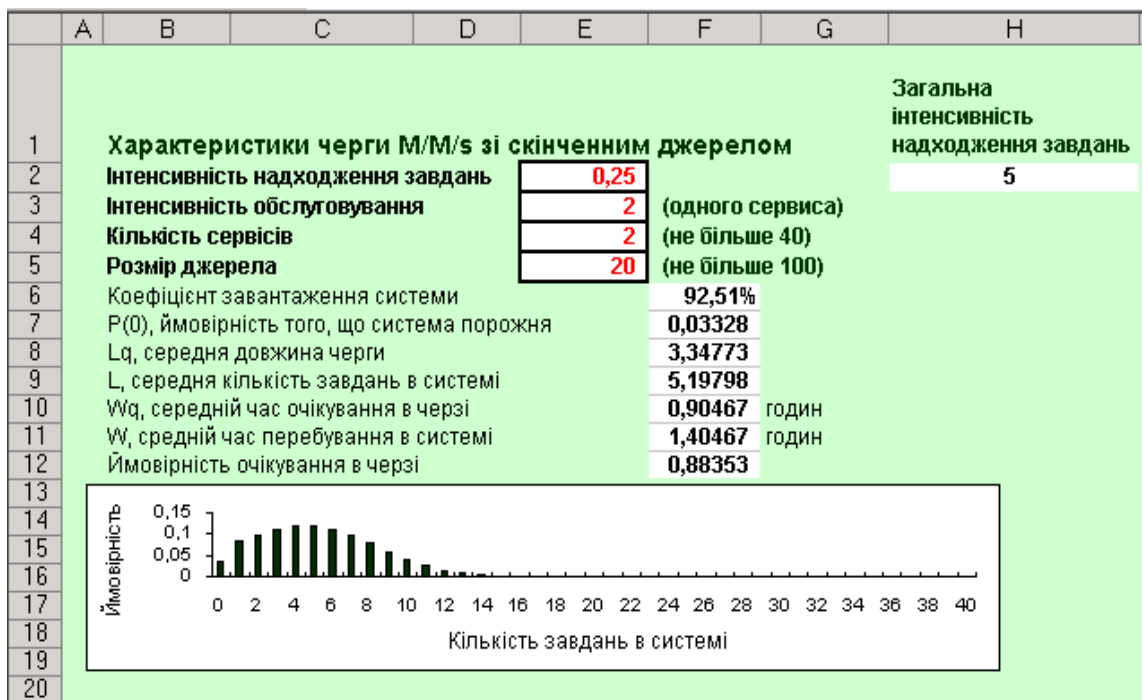 A B C D E F G H
Загальна
інтенсивність
1 Характеристики черги M/M/s зі скінченним джерелом надходження завдань
2 Інтенсивність надходження завдань 0,25 5
3 Інтенсивність обслуговування 2 (одного сервиса)
4 Кількість сервісів 2 (не більше 40)
5 Розмір джерела 20 (не більше 100)
6 Коефіцієнт завантаження системи 92,51%
7 P(0), ймовірність того, що система порожня 0,03328
8 Lq, середня довжина черги 3,34773
9 L, середня кількість завдань в системі 5,19798
10 Wq, середній час очікування в черзі 0,90467 годин
11 W, средній час перебування в системі 1,40467 годин
12 Ймовірність очікування в черзі 0,88353
13
14 0,15
15 0,1
16 0,05
17 0
18
19
20
Ймовірність
0 2 4 6 8 10 12 14 16 18 20 22 24 26 28 30 32 34 36 38 40
Кількість завдань в системі